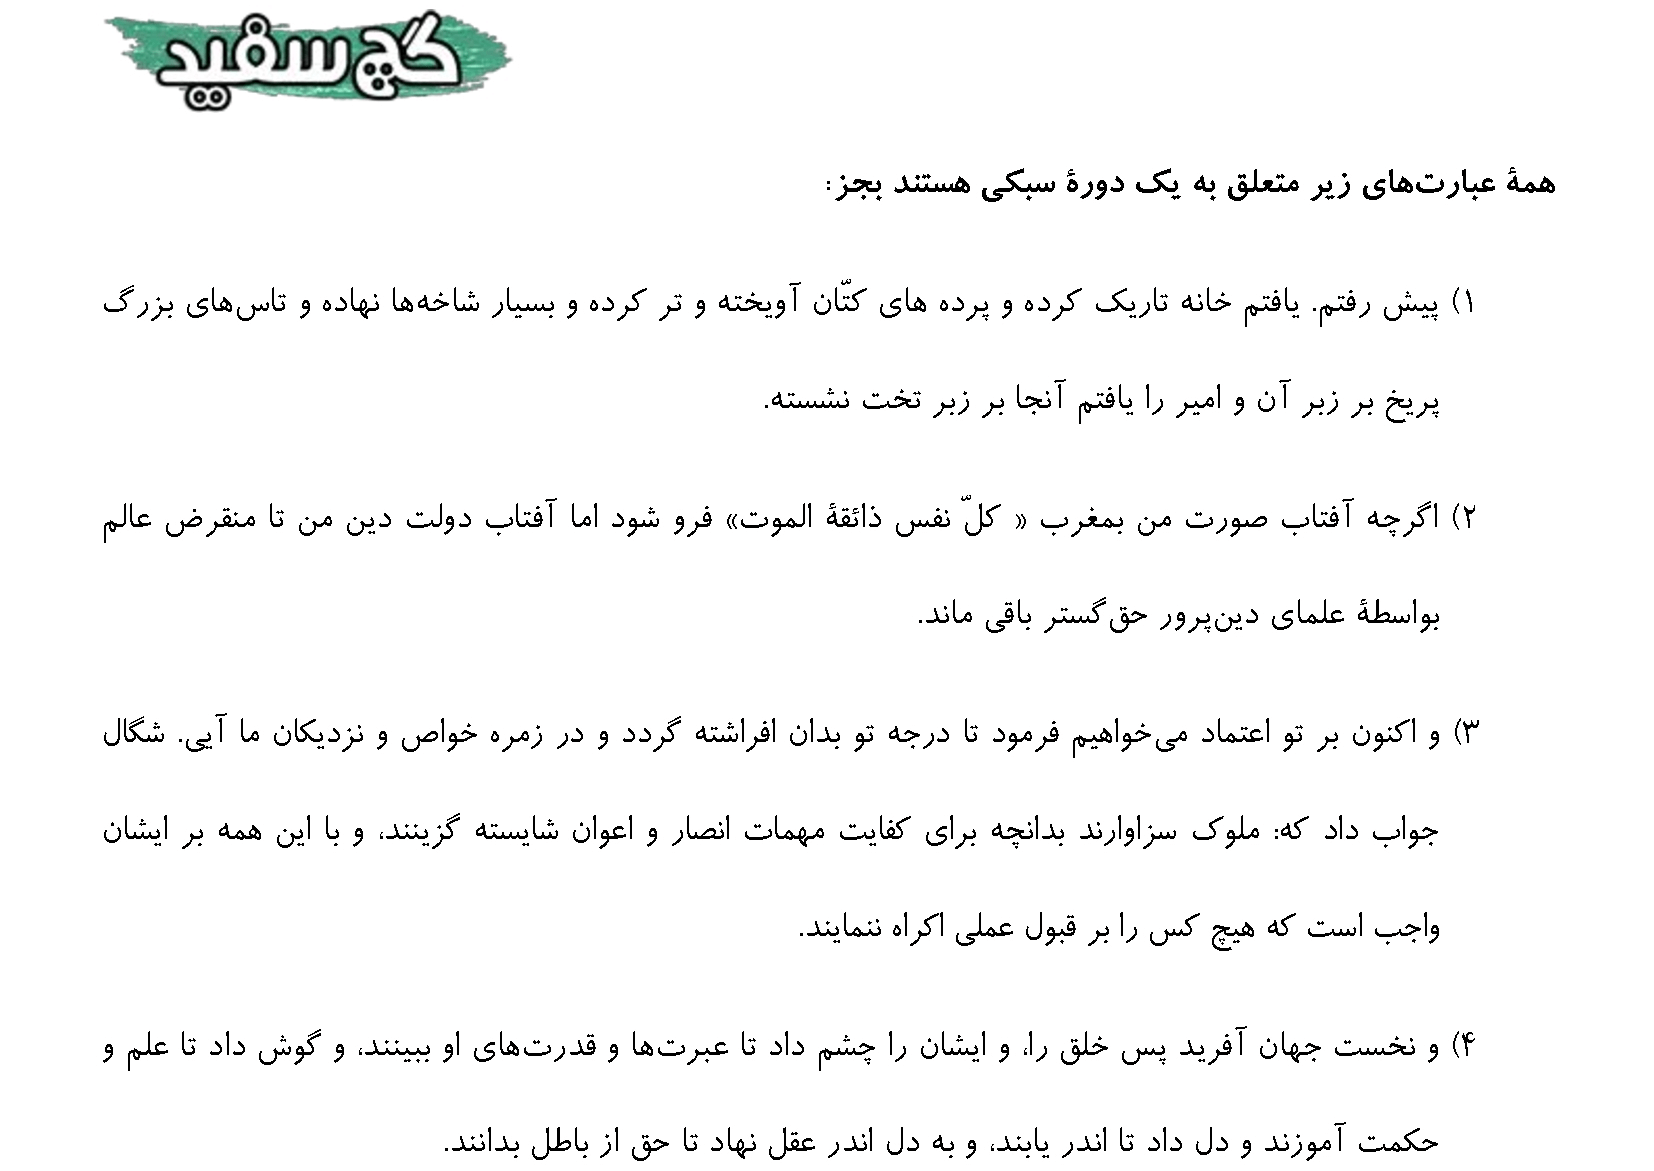 گچ سفید
همهٔ عبارت‌های زیر متعلق به یک دورهٔ سبکی هستند بجز:
۱) پیش رفتم. یافتم خانه تاریک کرده و پرده های کتّان آویخته و تر کرده و بسیار شاخه‌ها نهاده و تاس‌های بزرگ
پریخ بر زبر آن و امیر را یافتم آنجا بر زبر تخت نشسته.
۲) اگرچه آفتاب صورت من بمغرب « کلّ نفس ذائقهٔ الموت» فرو شود اما آفتاب دولت دین من تا منقرض عالم
بواسطهٔ علمای دین‌پرور حق‌گستر باقی ماند.
۳) و اکنون بر تو اعتماد می‌خواهیم فرمود تا درجه تو بدان افراشته گردد و در زمره خواص و نزدیکان ما آیی. شگال
جواب داد که: ملوک سزاوارند بدانچه برای کفایت مهمات انصار و اعوان شایسته گزینند، و با این همه بر ایشان
واجب است که هیچ کس را بر قبول عملی اکراه ننمایند.
۴) و نخست جهان آفرید پس خلق را، و ایشان را چشم داد تا عبرت‌ها و قدرت‌های او ببینند، و گوش داد تا علم و
حکمت آموزند و دل داد تا اندر یابند، و به دل اندر عقل نهاد تا حق از باطل بدانند.